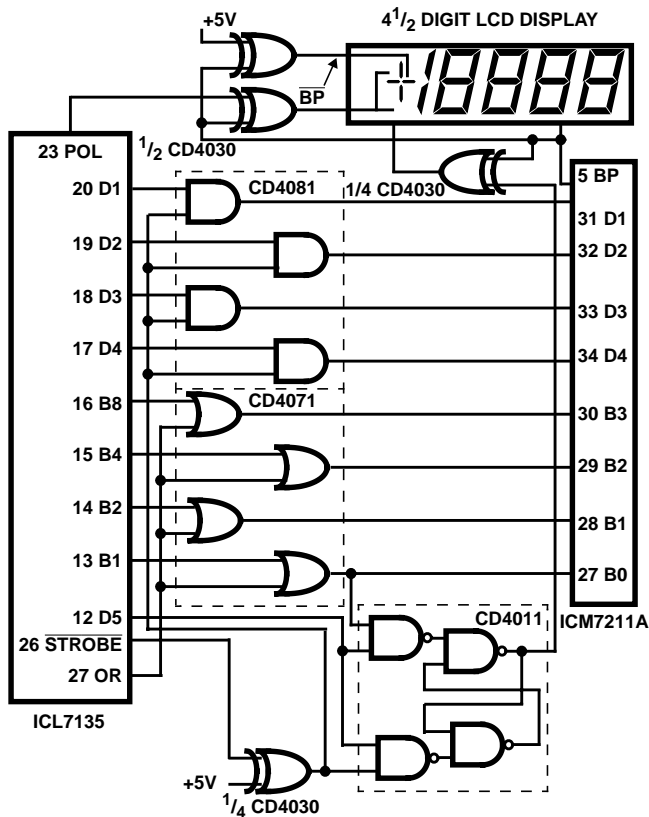 +5V
4 1/2 DIGIT LCD DISPLAY
BP
1/2 CD4030
23 POL
CD4081
1/4 CD4030
5 BP
20 D1
31 D1
19 D2
32 D2
18 D3
33 D3
17 D4
34 D4
CD4071
16 B8
30 B3
15 B4
29 B2
14 B2
28 B1
13 B1
27 B0
12 D5
CD4011
ICM7211A
26 STROBE
27 OR
ICL7135
+5V
1/4 CD4030